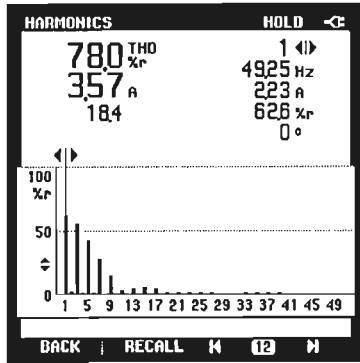 HARMONICS HOLD
78,0 THD %r 1
3,57 A 49,25 Hz
18,4 2,23 A
62,6 %r
0 °
100
%r
50
0
1 5 9 13 17 21 25 29 33 37 41 45 49
BACK RECALL 12